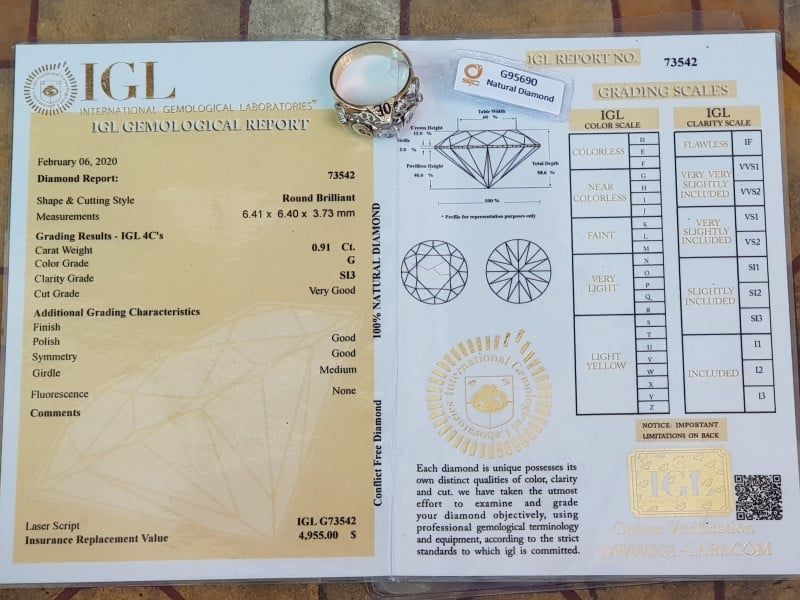 IGL
INTERNATIONAL GEMOLOGICAL LABORATORIES
IGL GEMOLOGICAL REPORT
February 06, 2020
Diamond Report: 73542
Shape & Cutting Style Round Brilliant
Measurements 6.41 x 6.40 x 3.73 mm
Grading Results - IGL 4C's
Carat Weight 0.91 Ct.
Color Grade G
Clarity Grade SI3
Cut Grade Very Good
Additional Grading Characteristics
Finish
Polish Good
Symmetry Good
Girdle Medium
Fluorescence None
Comments
Laser Script IGL G73542
Insurance Replacement Value 4,955.00 $
100% NATURAL DIAMOND
Conflict Free Diamond
G95690
Natural Diamond
IGL REPORT NO. 73542
Table Width
60 %
Crown Height
Pavillion Height
Total Depth
58.6 %
100 %
* Profile for representation purposes only
International Gemological Laboratories
Each diamond is unique possesses its
own distinct qualities of color, clarity
and cut. we have taken the utmost
effort to examine and grade
your diamond objectively, using
professional gemological terminology
and equipment, according to the strict
standards to which igl is committed.
GRADING SCALES
IGL
COLOR SCALE
COLORLESS
D
E
F
NEAR
COLORLESS
G
H
I
J
FAINT
K
L
M
VERY
LIGHT
N
O
P
Q
R
LIGHT
YELLOW
S
T
U
V
W
X
Y
Z
IGL
CLARITY SCALE
FLAWLESS
IF
VERY VERY
SLIGHTLY
INCLUDED
VVS1
VVS2
VERY
SLIGHTLY
INCLUDED
VS1
VS2
SLIGHTLY
INCLUDED
SI1
SI2
SI3
INCLUDED
I1
I2
I3
NOTICE: IMPORTANT
LIMITATIONS ON BACK
IGL
Online Verification
WWW.IGL-LABS.COM